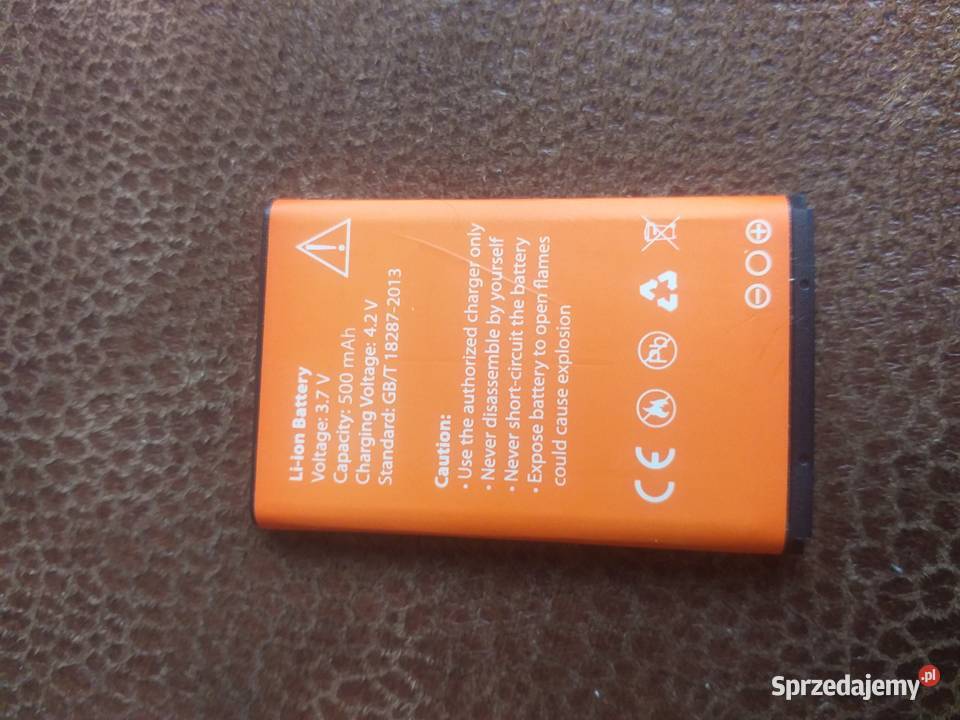 Li-ion Battery
Voltage: 3.7 V
Capacity: 500 mAh
Charging Voltage: 4.2 V
Standard: GB/T 18287-2013
Caution:
• Use the authorized charger only
• Never disassemble by yourself
• Never short-circuit the battery
• Expose battery to open flames
could cause explosion
CE
Pb
Sprzedajemy.pl